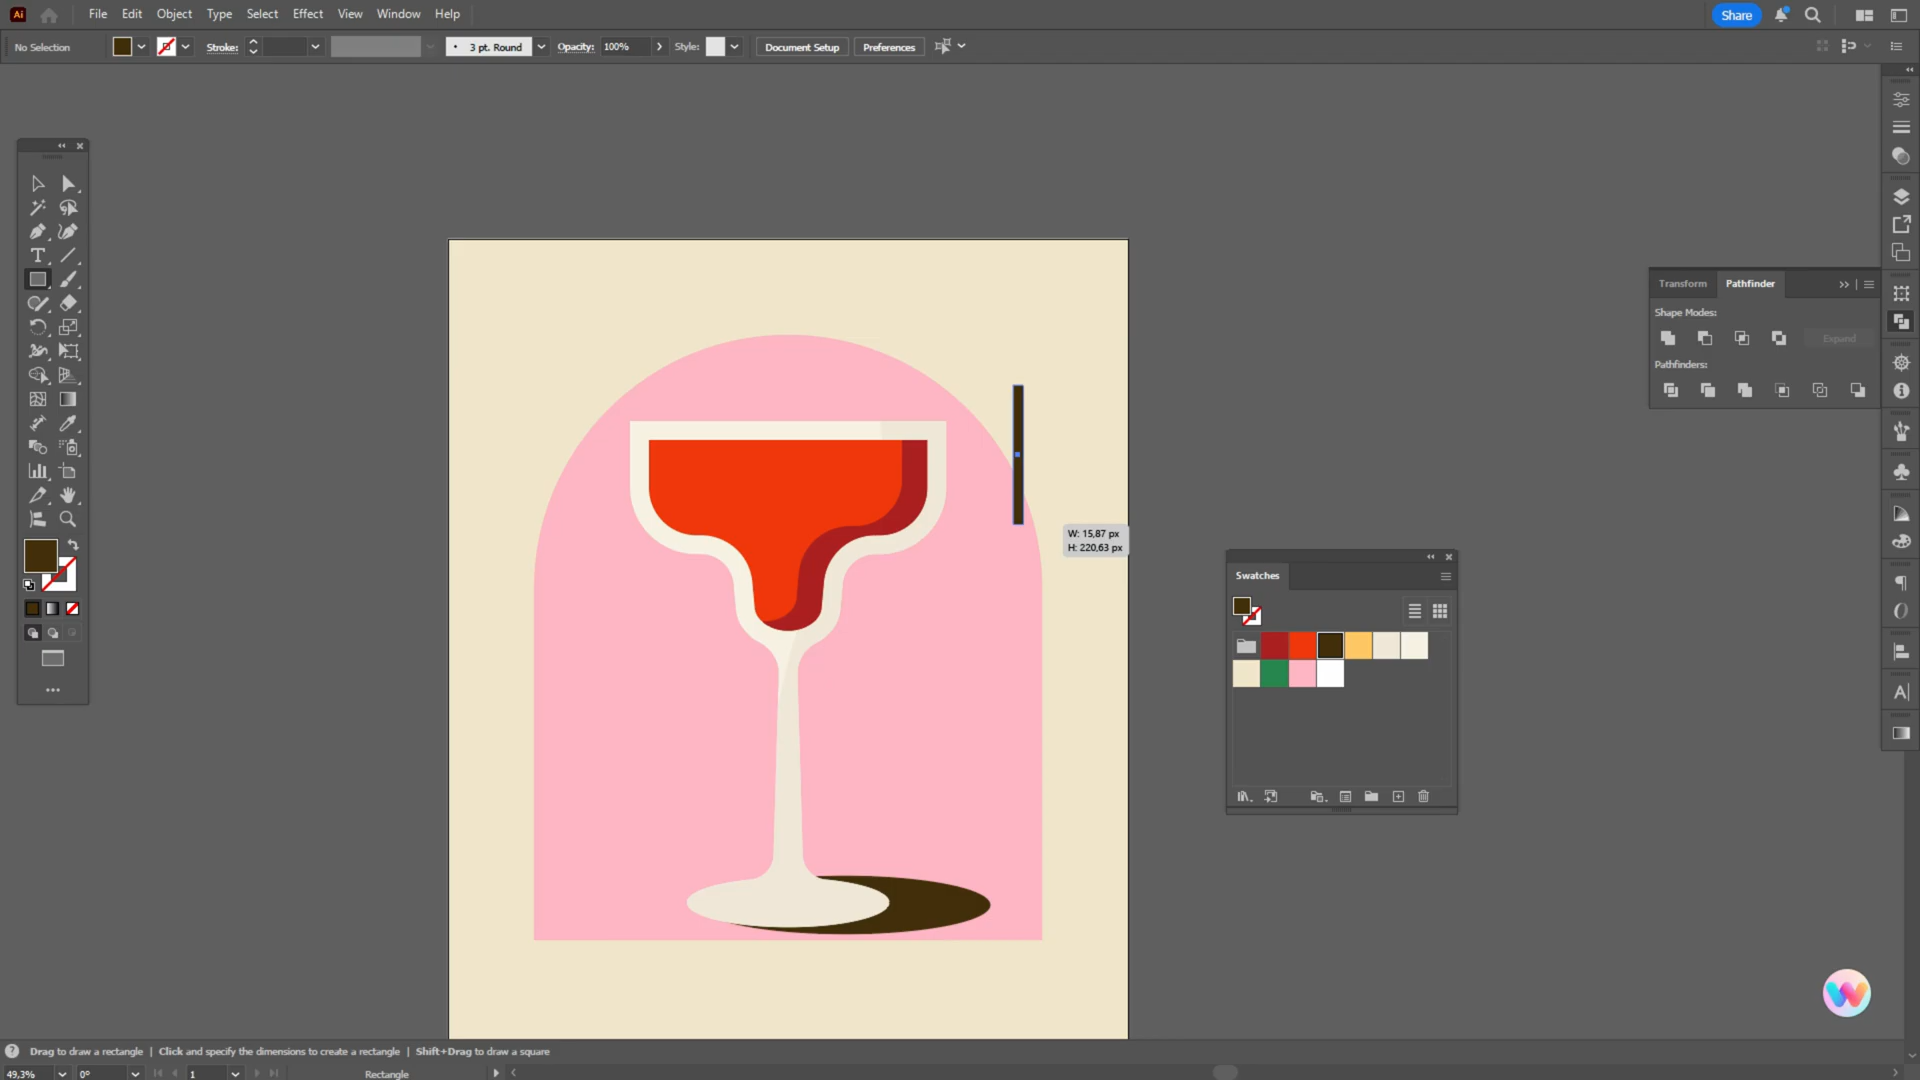 Ai File Edit Object Type Select Effect View Window Help Share
No Selection Stroke: • 3 pt. Round Opacity: 100% Style: Document Setup Preferences
Transform Pathfinder
Shape Modes:
Expand
Pathfinders:
W: 15,87 px
H: 220,63 px
Swatches
Drag to draw a rectangle | Click and specify the dimensions to create a rectangle | Shift+Drag to draw a square
49,3% 0° 1 Rectangle